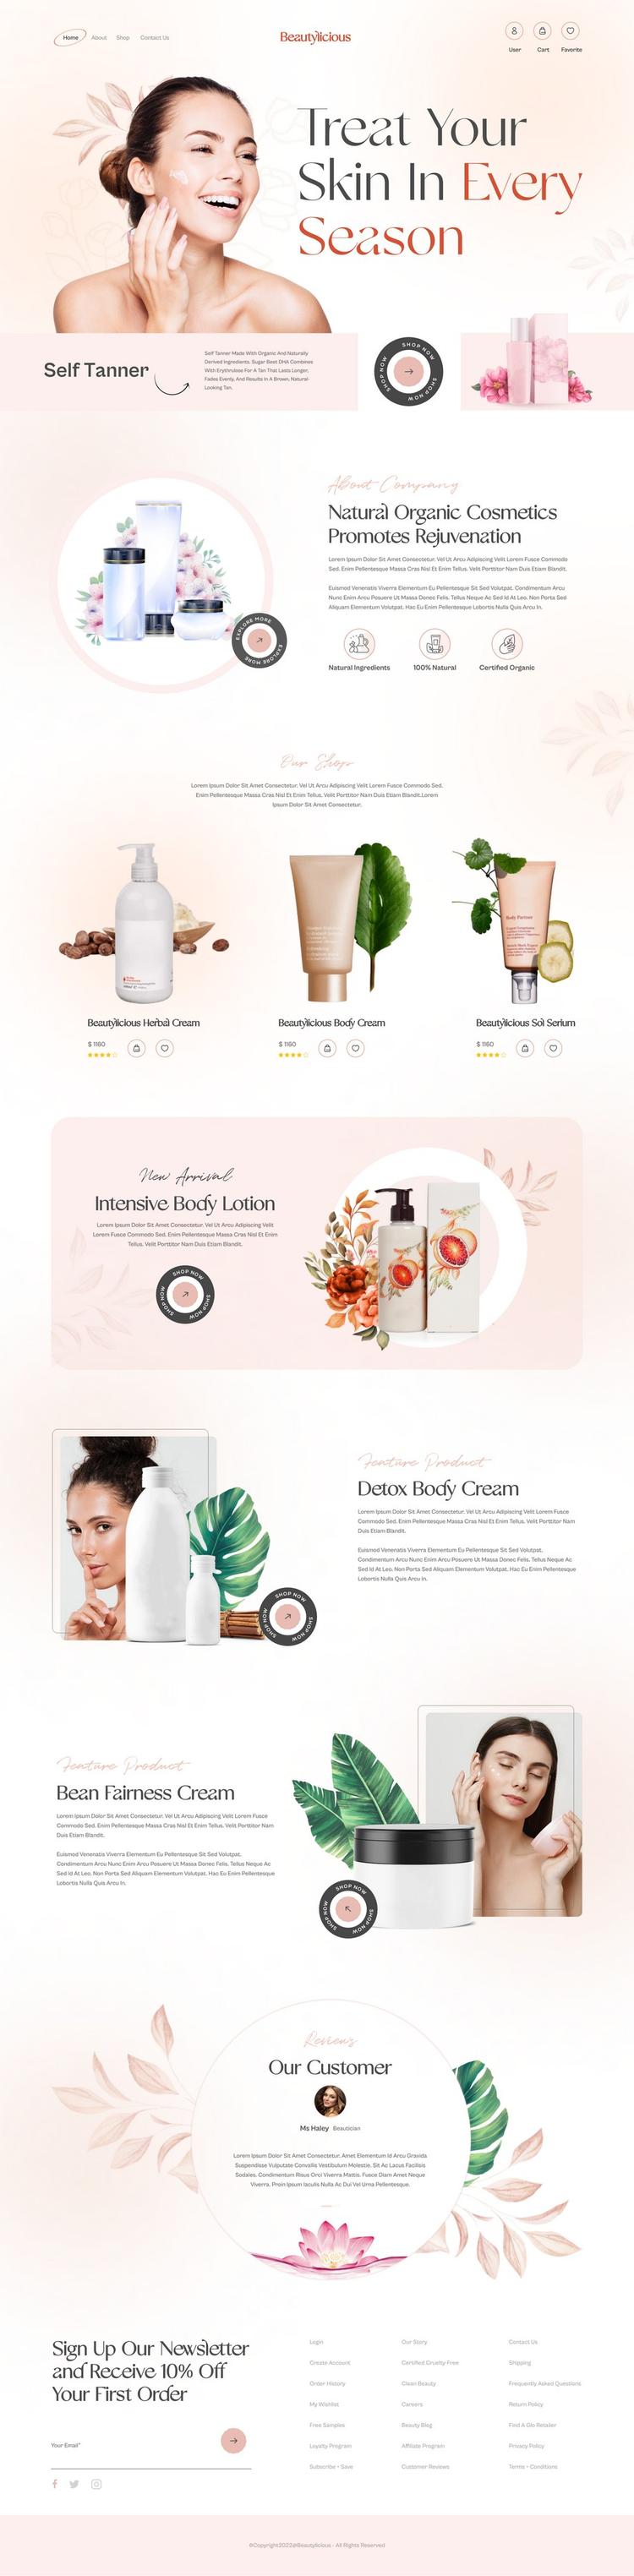 Home About Shop Contact Us
Beautylicious
User Cart Favorite
Treat Your
Skin In Every
Season
Self Tanner
Self Tanner Made With Organic And Naturally
Derived Ingredients. Sugar Beet DHA Combines
With Erythrulose For A Tan That Lasts Longer,
Fades Evenly, And Results In A Brown, Natural-
Looking Tan.
SHOP NOW SHOP NOW SHOP NOW
About Company
Natural Organic Cosmetics
Promotes Rejuvenation
Lorem Ipsum Dolor Sit Amet Consectetur. Vel Ut Arcu Adipiscing Velit Lorem Fusce Commodo
Sed. Enim Pellentesque Massa Cras Nisl Et Enim Tellus. Velit Porttitor Nam Duis Etiam Blandit.
Euismod Venenatis Viverra Elementum Eu Pellentesque Sit Sed Volutpat. Condimentum Arcu
Nunc Enim Arcu Posuere Ut Massa Donec Felis. Tellus Neque Ac Sed Id At Leo. Non Porta Sed
Aliquam Elementum Volutpat. Hac Eu Enim Pellentesque Lobortis Nulla Quis Arcu In.
EXPLORE MORE EXPLORE MORE
Natural Ingredients 100% Natural Certified Organic
Our Shop
Lorem Ipsum Dolor Sit Amet Consectetur. Vel Ut Arcu Adipiscing Velit Lorem Fusce Commodo Sed.
Enim Pellentesque Massa Cras Nisl Et Enim Tellus. Velit Porttitor Nam Duis Etiam Blandit.Lorem
Ipsum Dolor Sit Amet Consectetur.
Body Partner
Beautylicious Herbal Cream
$ 1160
Beautylicious Body Cream
$ 1160
Beautylicious Sol Serium
$ 1160
New Arrival
Intensive Body Lotion
Lorem Ipsum Dolor Sit Amet Consectetur. Vel Ut Arcu Adipiscing Velit
Lorem Fusce Commodo Sed. Enim Pellentesque Massa Cras Nisl Et Enim
Tellus. Velit Porttitor Nam Duis Etiam Blandit.
SHOP NOW SHOP NOW SHOP NOW
Feature Product
Detox Body Cream
Lorem Ipsum Dolor Sit Amet Consectetur. Vel Ut Arcu Adipiscing Velit Lorem Fusce
Commodo Sed. Enim Pellentesque Massa Cras Nisl Et Enim Tellus. Velit Porttitor Nam
Duis Etiam Blandit.
Euismod Venenatis Viverra Elementum Eu Pellentesque Sit Sed Volutpat.
Condimentum Arcu Nunc Enim Arcu Posuere Ut Massa Donec Felis. Tellus Neque Ac
Sed Id At Leo. Non Porta Sed Aliquam Elementum Volutpat. Hac Eu Enim Pellentesque
Lobortis Nulla Quis Arcu In.
SHOP NOW SHOP NOW SHOP NOW
Feature Product
Bean Fairness Cream
Lorem Ipsum Dolor Sit Amet Consectetur. Vel Ut Arcu Adipiscing Velit Lorem Fusce
Commodo Sed. Enim Pellentesque Massa Cras Nisl Et Enim Tellus. Velit Porttitor Nam
Duis Etiam Blandit.
Euismod Venenatis Viverra Elementum Eu Pellentesque Sit Sed Volutpat.
Condimentum Arcu Nunc Enim Arcu Posuere Ut Massa Donec Felis. Tellus Neque Ac
Sed Id At Leo. Non Porta Sed Aliquam Elementum Volutpat. Hac Eu Enim Pellentesque
Lobortis Nulla Quis Arcu In.
SHOP NOW SHOP NOW SHOP NOW
Reviews
Our Customer
Ms Haley Beautician
Lorem Ipsum Dolor Sit Amet Consectetur. Amet Elementum Id Artcu Gravida
Suspendisse Vulputate Convallis Vestibulum Molestie. Sit Ac Lacus Facilisis
Sodales. Condimentum Risus Orci Viverra Mattis. Fusce Diam Amet Neque
Viverra. Proin Ipsum Iaculis Nulla Ac Dui Vel Urna Pellentesque.
Sign Up Our Newsletter
and Receive 10% Off
Your First Order
Your Email*
Login
Create Account
Order History
My Wishlist
Free Samples
Loyalty Program
Subscribe + Save
Our Story
Certified Cruelty-Free
Clean Beauty
Careers
Beauty Blog
Affiliate Program
Customer Reviews
Contact Us
Shipping
Frequently Asked Questions
Return Policy
Find A Glo Retailer
Privacy Policy
Terms + Conditions
©Copyright2022@Beautylicious - All Rights Reserved